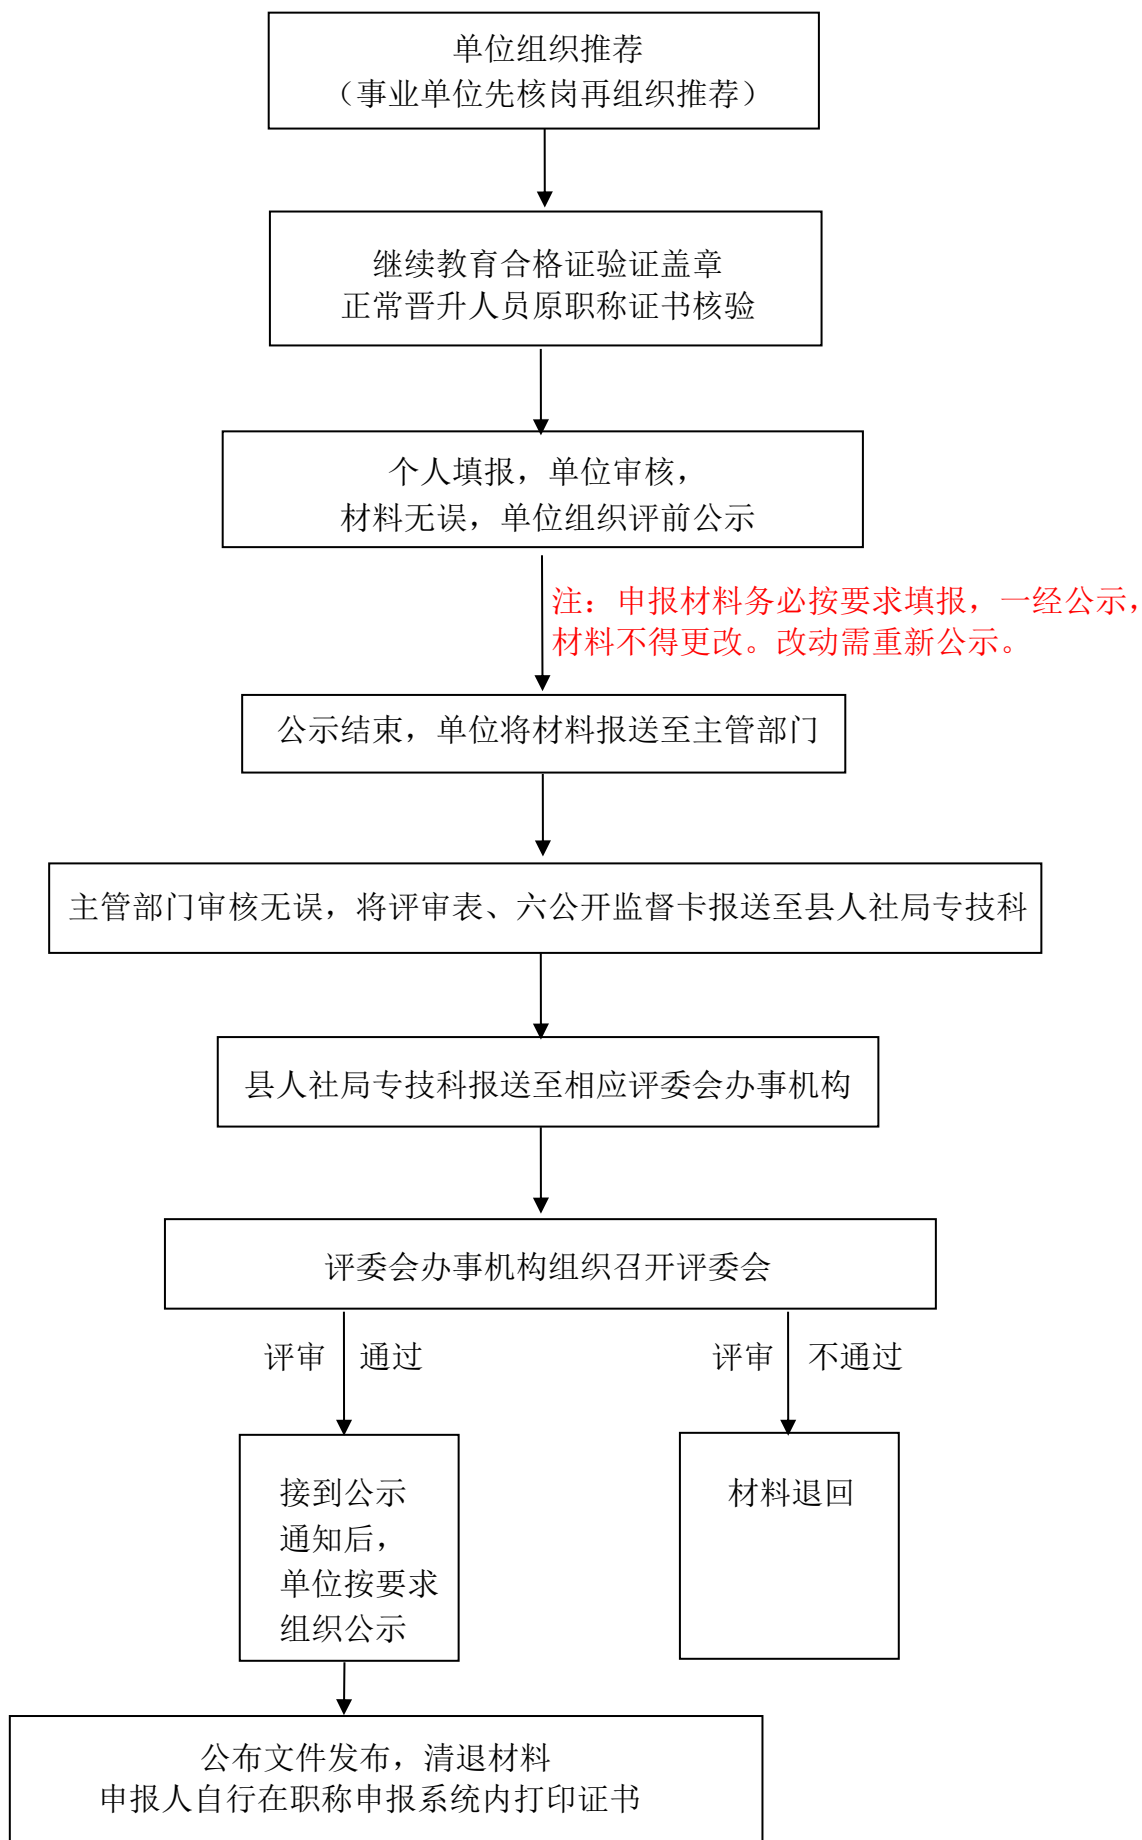 单位组织推荐
（事业单位先核岗再组织推荐）
继续教育合格证验证盖章
正常晋升人员原职称证书核验
个人填报，单位审核，
材料无误，单位组织评前公示
注：申报材料务必按要求填报，一经公示，
材料不得更改。改动需重新公示。
公示结束，单位将材料报送至主管部门
主管部门审核无误，将评审表、六公开监督卡报送至县人社局专技科
县人社局专技科报送至相应评委会办事机构
评委会办事机构组织召开评委会
评审 通过
评审 不通过
接到公示
通知后，
单位按要求
组织公示
材料退回
公布文件发布，清退材料
申报人自行在职称申报系统内打印证书